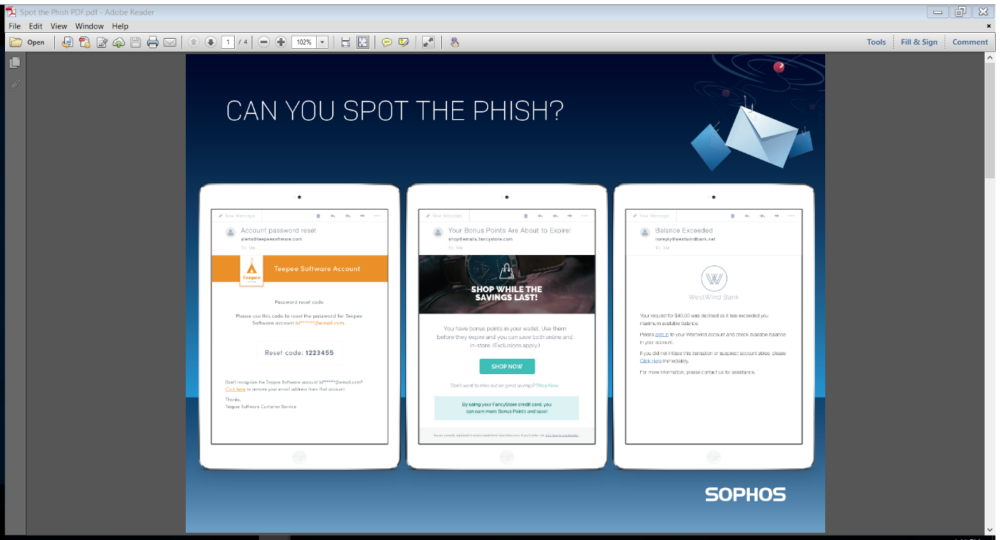 Spot the Phish PDF.pdf - Adobe Reader
File Edit View Window Help
Open
1 / 4
102%
Tools Fill & Sign Comment
CAN YOU SPOT THE PHISH?
New Message
Account password reset
alerts@teepeesoftware.com
To: Me
Teepee
Teepee Software Account
Password reset code
Please use this code to reset the password for Teepee
Software account bi******@email.com.
Reset code: 1223455
Don't recognize the Teepee Software account bi******@email.com?
Click here to remove your email address from that account.
Thanks,
Teepee Software Customer Service
New Message
Your Bonus Points Are About to Expire!
shop@emails.fancystore.com
To: Me
SHOP WHILE THE
SAVINGS LAST!
You have bonus points in your wallet. Use them
before they expire and you can save both online and
in-store. (Exclusions apply.)
SHOP NOW
Don't want to miss out on great savings? Shop Now.
By using your FancyStore credit card, you
can earn more Bonus Points and save!
New Message
Balance Exceeded
noreply@westwindbank.net
To: Me
WestWind Bank
Your request for $40.00 was declined as it has exceeded you
maximum available balance.
Please sign in to your Westwind account and check available balance
in your account.
If you did not initiate this transation or suspesct account abise, please
Click Here immediately.
For more information, please contact us for assistance.
SOPHOS